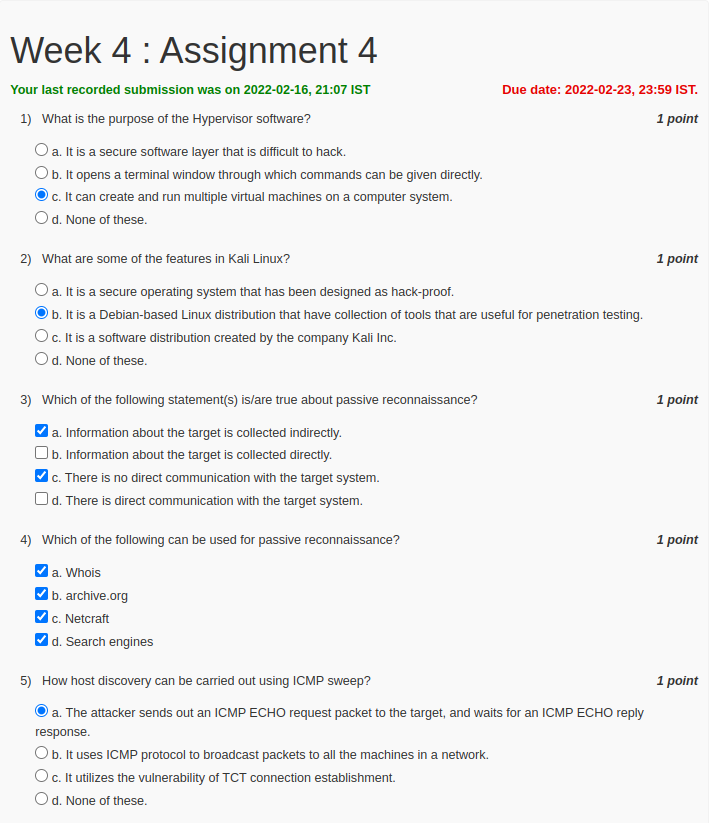 Week 4 : Assignment 4
Your last recorded submission was on 2022-02-16, 21:07 IST Due date: 2022-02-23, 23:59 IST.
1) What is the purpose of the Hypervisor software? 1 point
a. It is a secure software layer that is difficult to hack.
b. It opens a terminal window through which commands can be given directly.
c. It can create and run multiple virtual machines on a computer system.
d. None of these.
2) What are some of the features in Kali Linux? 1 point
a. It is a secure operating system that has been designed as hack-proof.
b. It is a Debian-based Linux distribution that have collection of tools that are useful for penetration testing.
c. It is a software distribution created by the company Kali Inc.
d. None of these.
3) Which of the following statement(s) is/are true about passive reconnaissance? 1 point
a. Information about the target is collected indirectly.
b. Information about the target is collected directly.
c. There is no direct communication with the target system.
d. There is direct communication with the target system.
4) Which of the following can be used for passive reconnaissance? 1 point
a. Whois
b. archive.org
c. Netcraft
d. Search engines
5) How host discovery can be carried out using ICMP sweep? 1 point
a. The attacker sends out an ICMP ECHO request packet to the target, and waits for an ICMP ECHO reply
response.
b. It uses ICMP protocol to broadcast packets to all the machines in a network.
c. It utilizes the vulnerability of TCT connection establishment.
d. None of these.